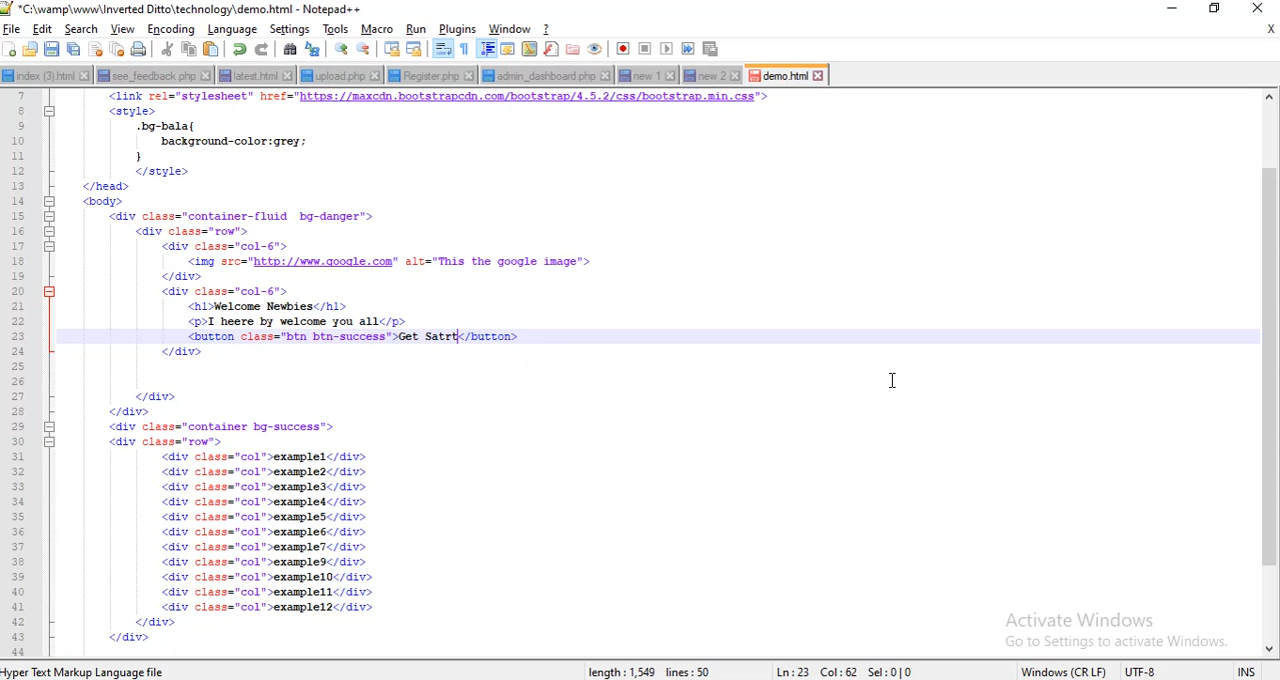 *C:\wamp\www\Inverted Ditto\technology\demo.html - Notepad++
File Edit Search View Encoding Language Settings Tools Macro Run Plugins Window ? X
index (3).html see_feedback.php latest.html upload.php Register.php admin_dashboard.php new 1 new 2 demo.html
7 <link rel="stylesheet" href="https://maxcdn.bootstrapcdn.com/bootstrap/4.5.2/css/bootstrap.min.css">
8 <style>
9 .bg-bala{
10 background-color:grey;
11 }
12 </style>
13 </head>
14 <body>
15 <div class="container-fluid  bg-danger">
16 <div class="row">
17 <div class="col-6">
18 <img src="http://www.google.com" alt="This the google image">
19 </div>
20 <div class="col-6">
21 <h1>Welcome Newbies</h1>
22 <p>I heere by welcome you all</p>
23 <button class="btn btn-success">Get Satrt</button>
24 </div>
25
26
27 </div>
28 </div>
29 <div class="container bg-success">
30 <div class="row">
31 <div class="col">example1</div>
32 <div class="col">example2</div>
33 <div class="col">example3</div>
34 <div class="col">example4</div>
35 <div class="col">example5</div>
36 <div class="col">example6</div>
37 <div class="col">example7</div>
38 <div class="col">example9</div>
39 <div class="col">example10</div>
40 <div class="col">example11</div>
41 <div class="col">example12</div>
42 </div>
43 </div>
44
Activate Windows
Go to Settings to activate Windows.
Hyper Text Markup Language file length : 1,549 lines : 50 Ln : 23 Col : 62 Sel : 0 | 0 Windows (CR LF) UTF-8 INS